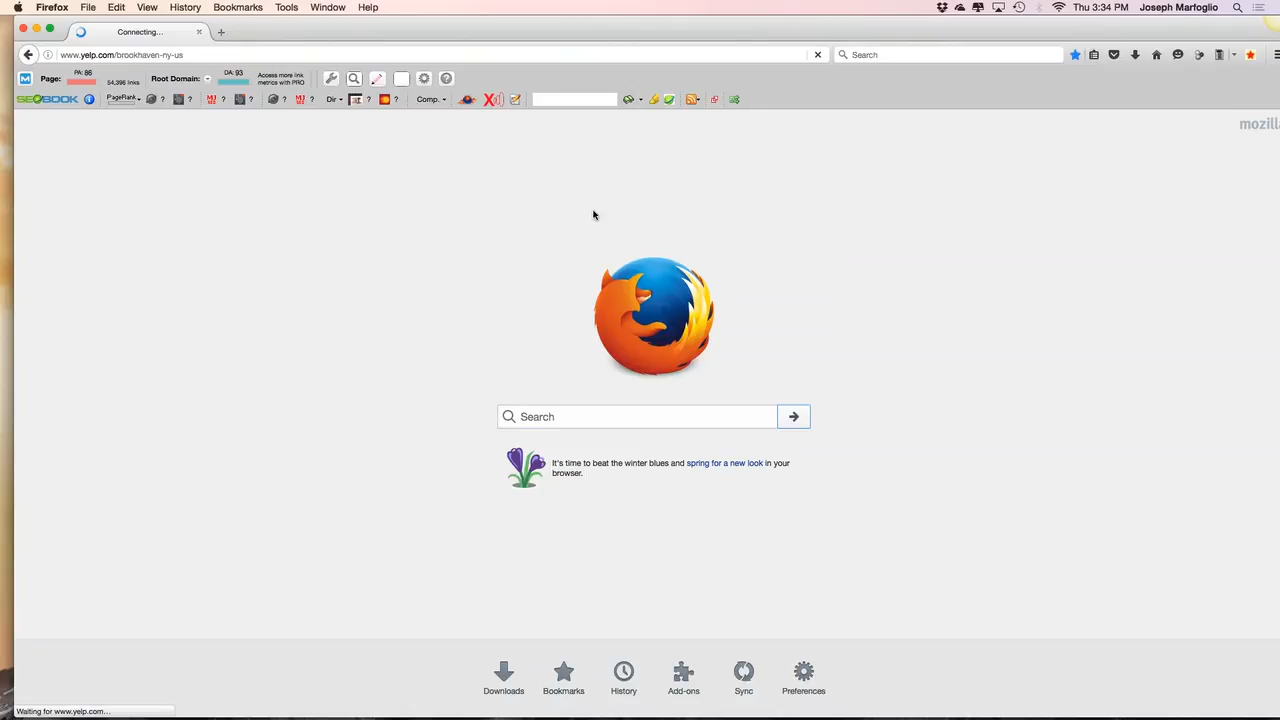 Firefox File Edit View History Bookmarks Tools Window Help Thu 3:34 PM Joseph Marfoglio
Connecting...
www.yelp.com/brookhaven-ny-us Search
Page: PA: 86 54,396 links Root Domain: DA: 93 Access more link metrics with PRO
SEOBOOK PageRank ? ? ? ? ? ? Dir ? ? Comp.
mozilla
Search
It's time to beat the winter blues and spring for a new look in your
browser.
Downloads Bookmarks History Add-ons Sync Preferences
Waiting for www.yelp.com...